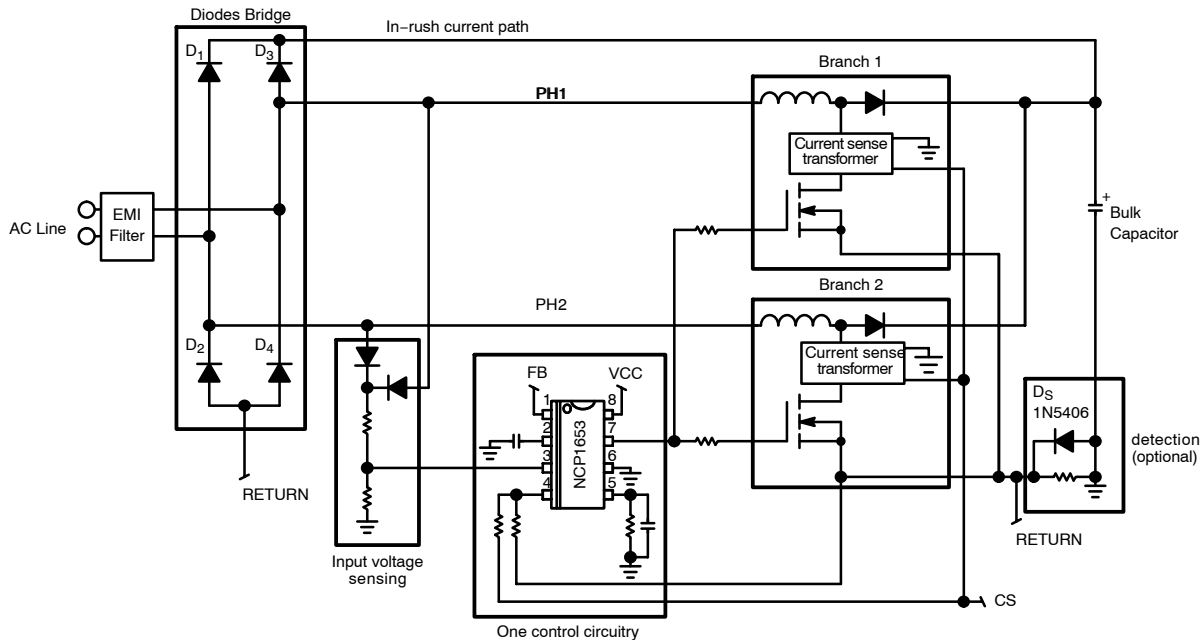 Diodes Bridge
In−rush current path
D1
D3
Branch 1
PH1
Current sense
transformer
AC Line
EMI
Filter
+
Bulk
Capacitor
Branch 2
PH2
D2
D4
Current sense
transformer
FB
VCC
DS
1N5406
detection
(optional)
1
8
2
7
3
6
4
5
NCP1653
RETURN
RETURN
Input voltage
sensing
CS
One control circuitry